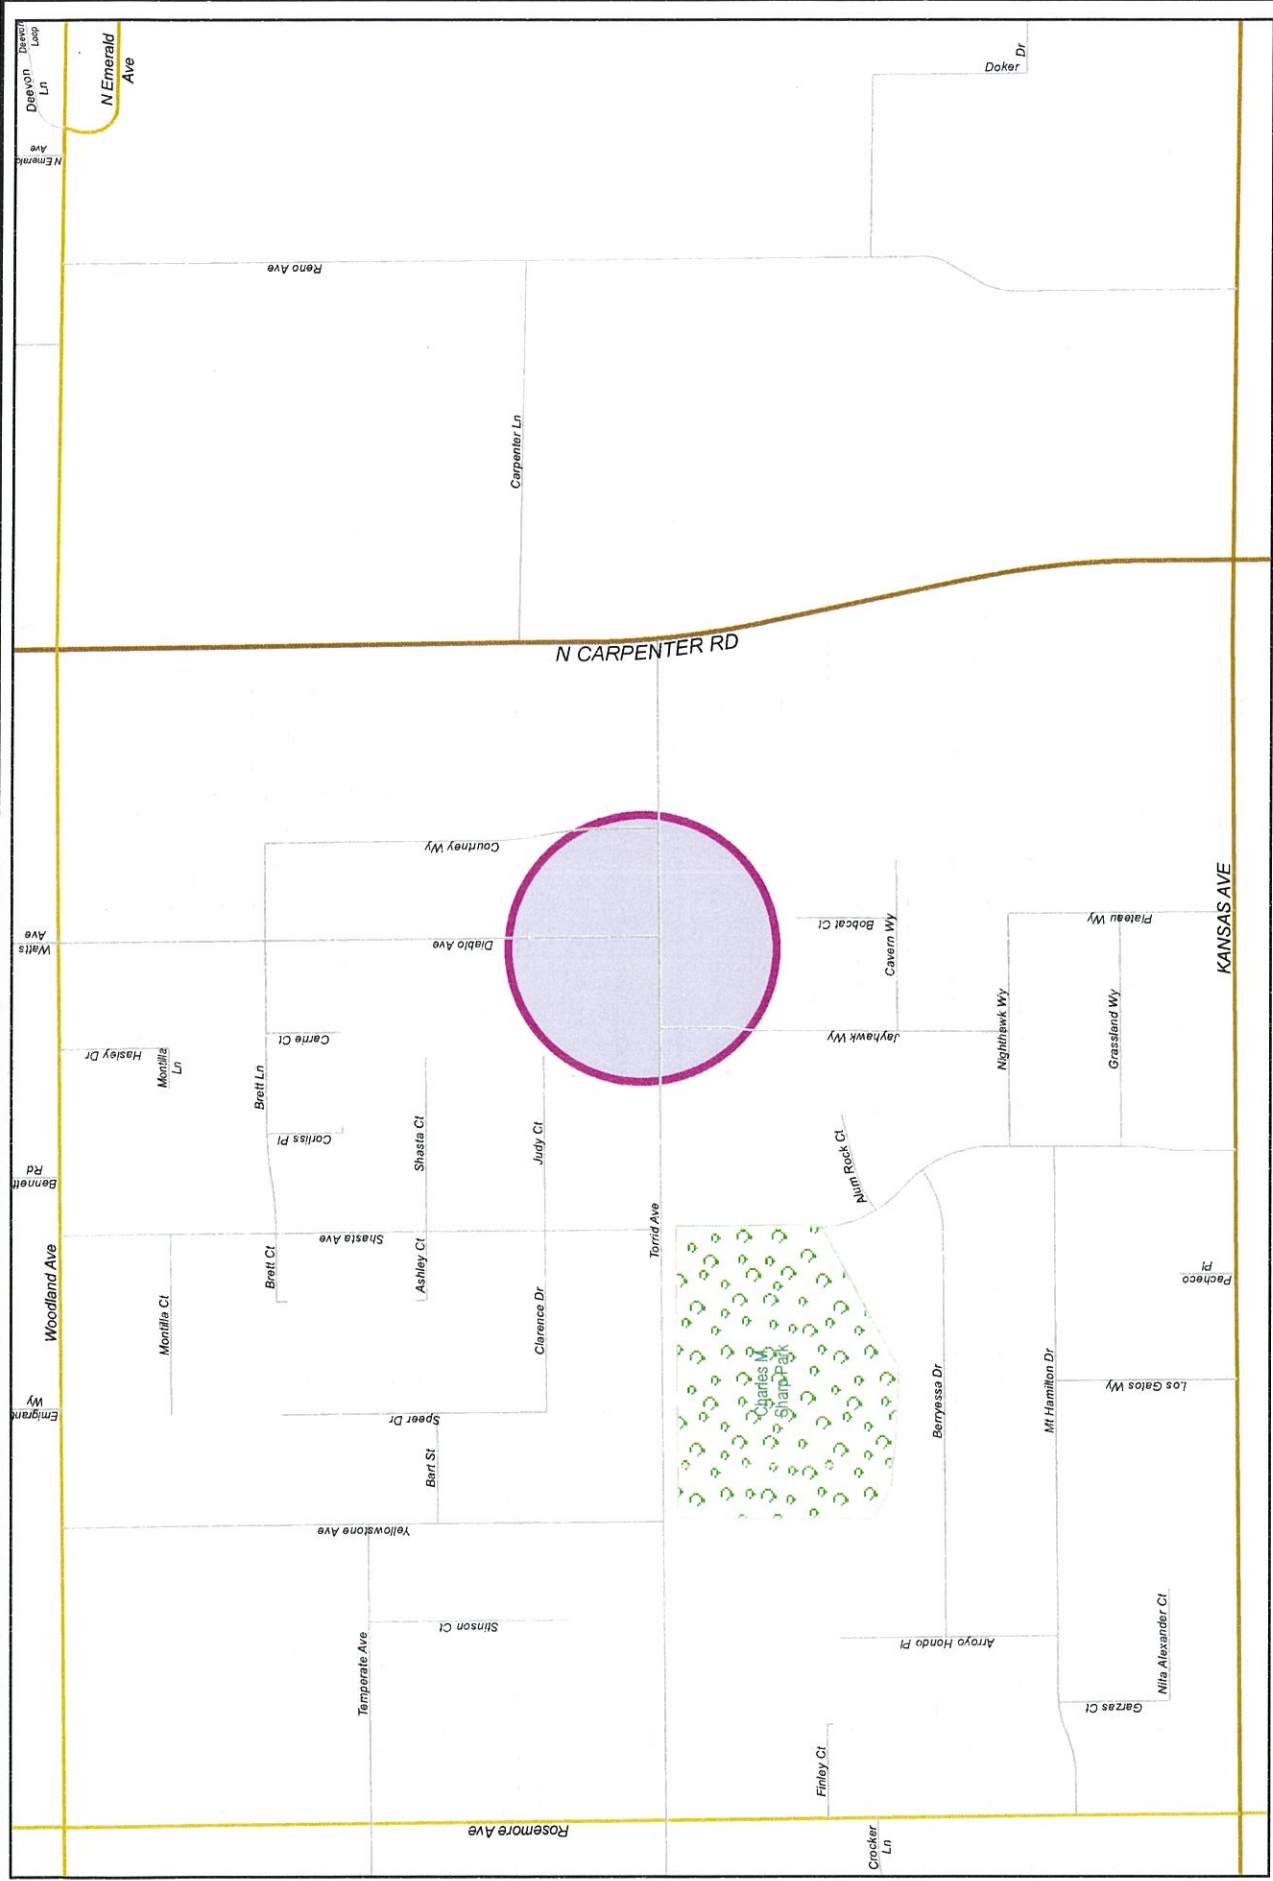 Deevon
Loop
Deevon
Ln
N Emerald
Ave
N Emerald
Ave
Doker
Dr
Reno Ave
Carpenter Ln
N CARPENTER RD
Courtney Wy
Watts
Ave
Diablo Ave
Bobcat Ct
Cavern Wy
Plateau Wy
KANSAS AVE
Hasley Dr
Montilla
Ln
Carrie Ct
Brett Ln
Jayhawk Wy
Nighthawk Wy
Grassland Wy
Corliss Pl
Shasta Ct
Judy Ct
Alum Rock Ct
Bennett
Rd
Shasta Ave
Torrid Ave
Woodland Ave
Brett Ct
Ashley Ct
Montilla Ct
Clarence Dr
Charles M.
Sharp Park
Pacheco
Pl
Berryessa Dr
Mt Hamilton Dr
Los Gatos Wy
Emigrant
Wy
Speer Dr
Bart St
Yellowstone Ave
Stinson Ct
Temperate Ave
Arroyo Hondo Pl
Nita Alexander Ct
Garzas Ct
Finley Ct
Rosemore Ave
Crocker
Ln